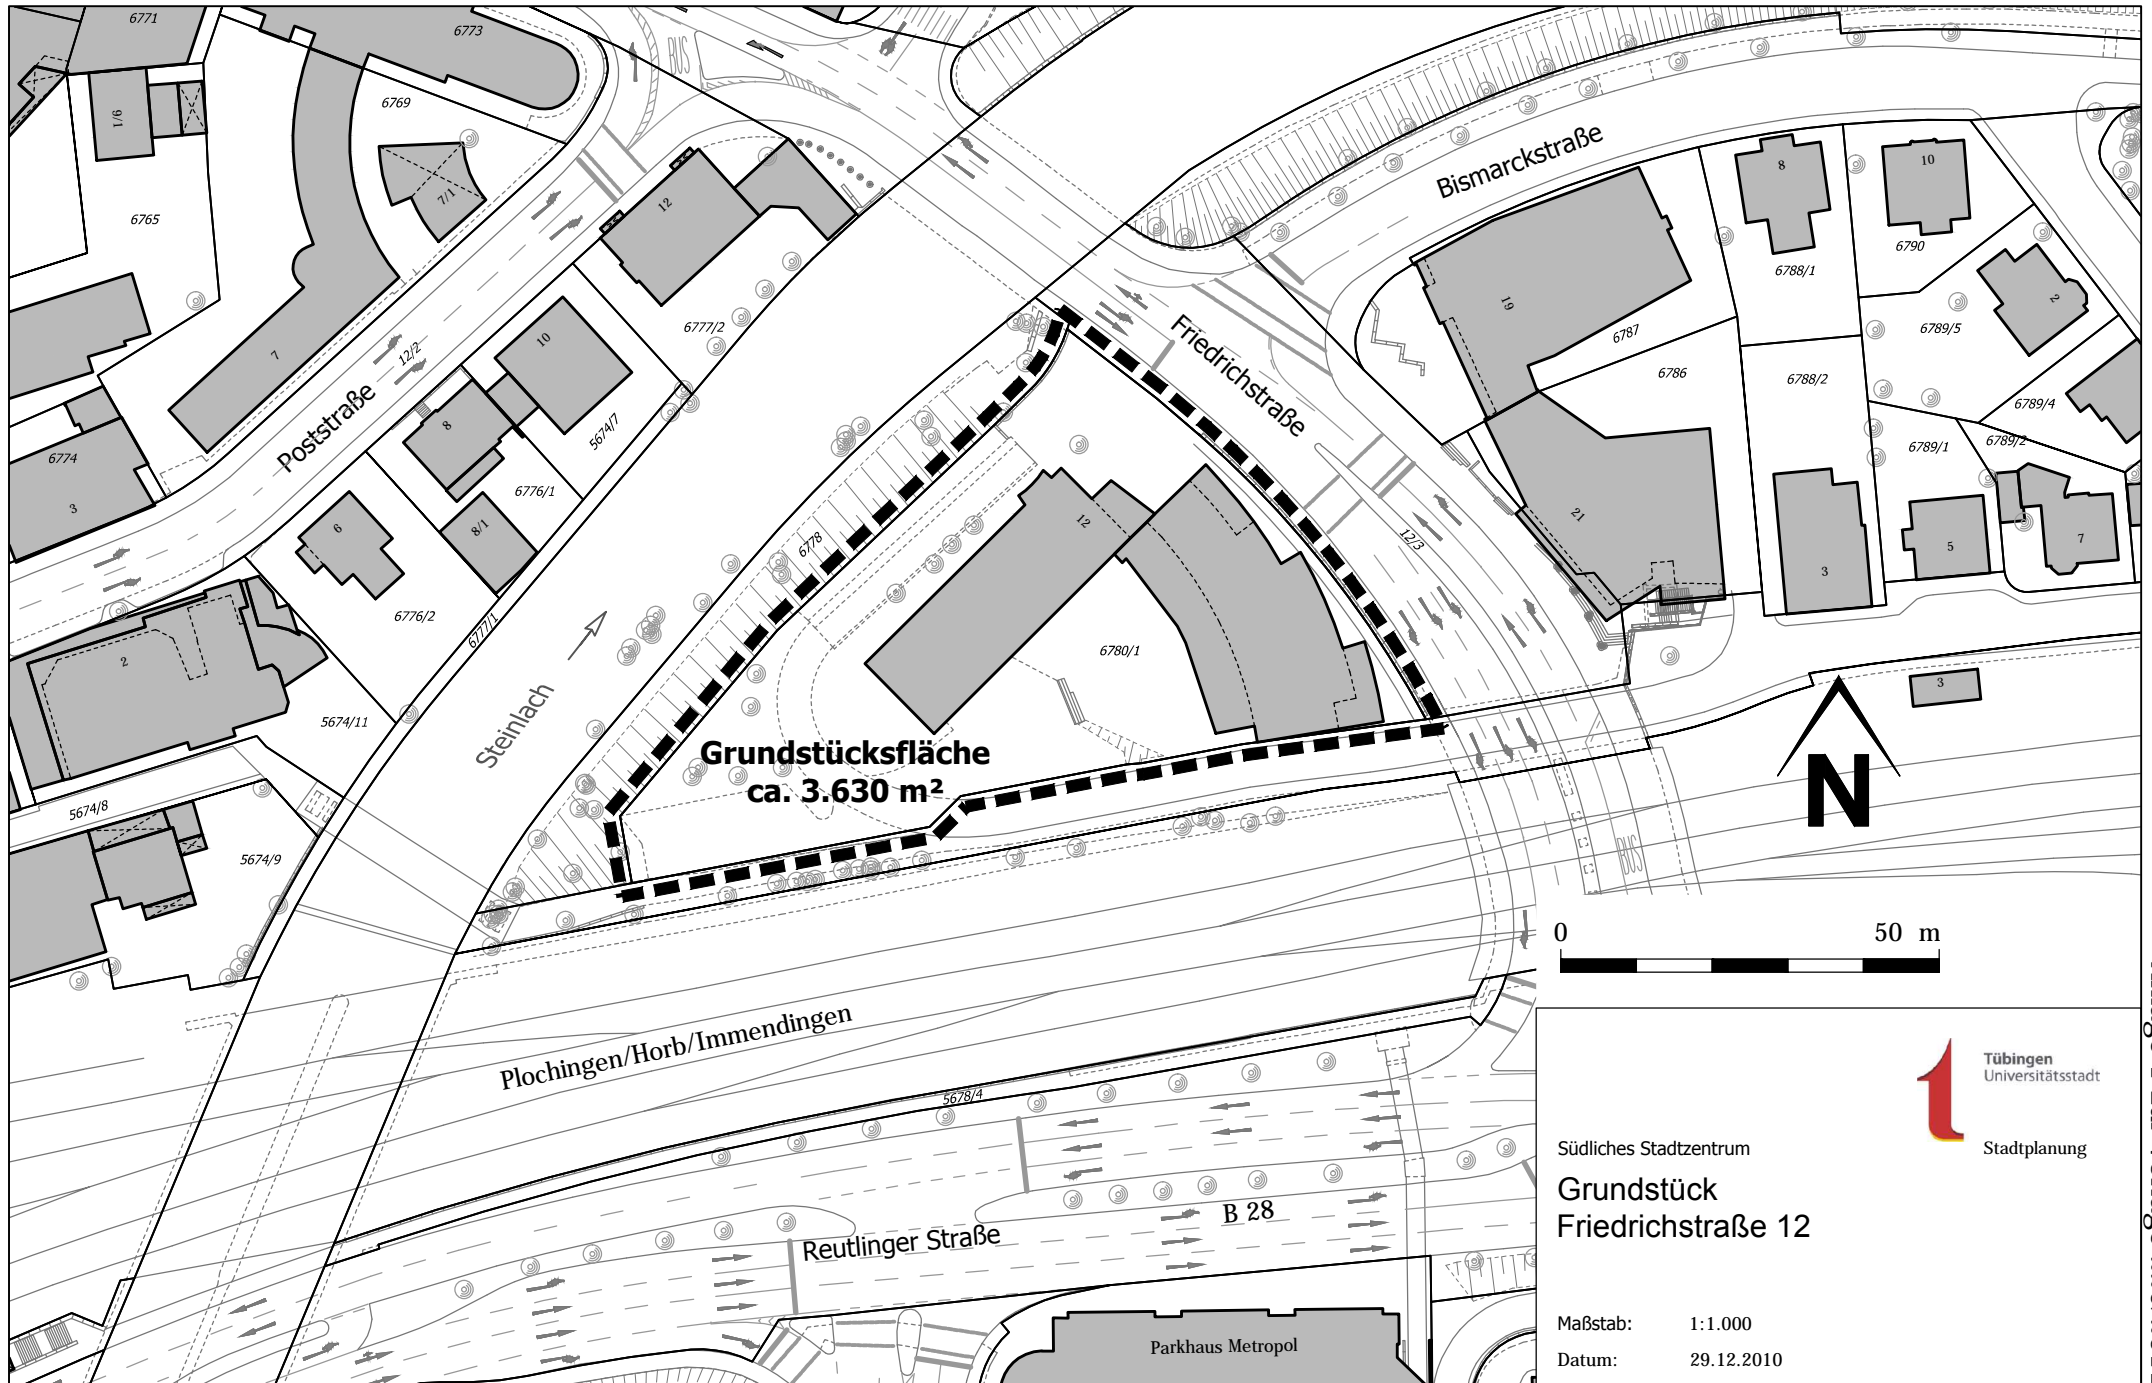 6771
6773
9/1
6769
7/1
6765
12
7
6777/2
12/2
10
Poststraße
8
5674/7
6774
3
6776/1
8/1
6
6776/2
6777/1
2
5674/11
5674/8
5674/9
Steinlach
6778
12
6780/1
Grundstücksfläche
ca. 3.630 m²
Friedrichstraße
12/3
BUS
Bismarckstraße
19
6787
6786
21
8
6788/1
6788/2
10
6790
2
6789/5
6789/4
6789/1
6789/2
3
5
7
3
N
BUS
0 50 m
Plochingen/Horb/Immendingen
5678/4
B 28
Reutlinger Straße
Parkhaus Metropol
Tübingen
Universitätsstadt
Stadtplanung
Südliches Stadtzentrum
Grundstück
Friedrichstraße 12
Maßstab: 1:1.000
Datum: 29.12.2010